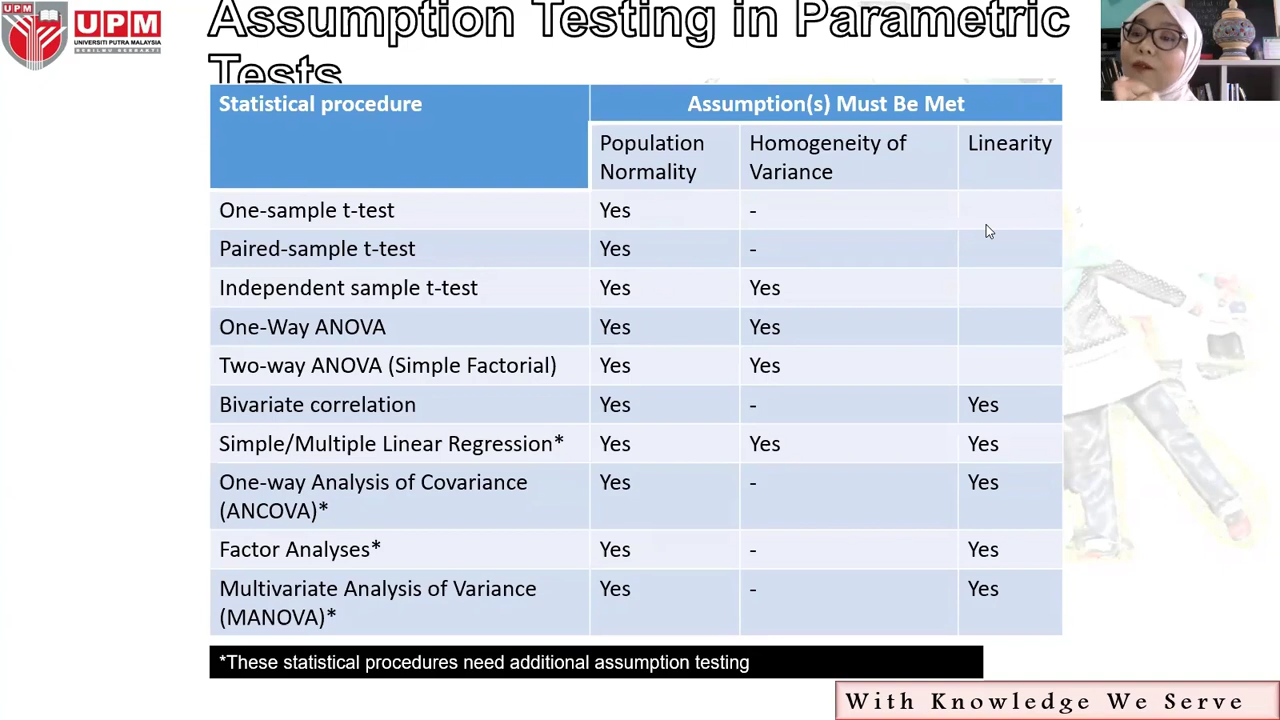 UPM
UPM
UNIVERSITI PUTRA MALAYSIA
BERILMU BERBAKTI
Assumption Testing in Parametric
Tests
Statistical procedure Assumption(s) Must Be Met
Population Normality Homogeneity of Variance Linearity
One-sample t-test Yes -
Paired-sample t-test Yes -
Independent sample t-test Yes Yes
One-Way ANOVA Yes Yes
Two-way ANOVA (Simple Factorial) Yes Yes
Bivariate correlation Yes - Yes
Simple/Multiple Linear Regression* Yes Yes Yes
One-way Analysis of Covariance (ANCOVA)* Yes - Yes
Factor Analyses* Yes - Yes
Multivariate Analysis of Variance (MANOVA)* Yes - Yes
*These statistical procedures need additional assumption testing
With Knowledge We Serve